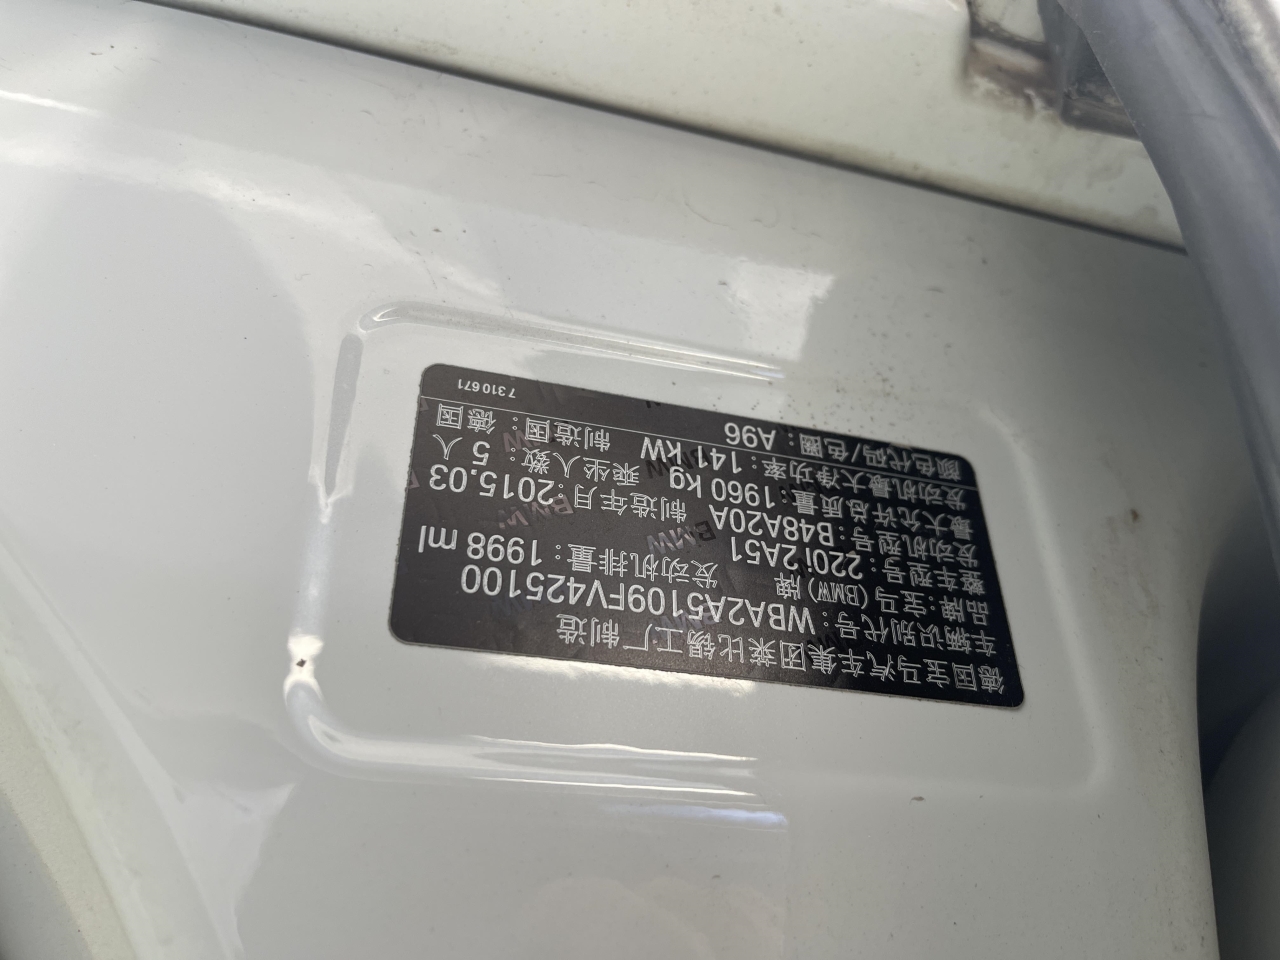 德国宝马汽车集团莱比锡工厂 制造
车辆识别代号：WBA2A5109FV425100
品牌：宝马(BMW)牌 发动机排量：1998 ml
整车型号：220i 2A51
发动机型号：B48A20A 制造年月：2015.03
最大允许总质量：1960 kg 乘坐人数：5 人
发动机最大净功率：141 kW 制造国：德国
颜色代码/色圈：A96
7310671